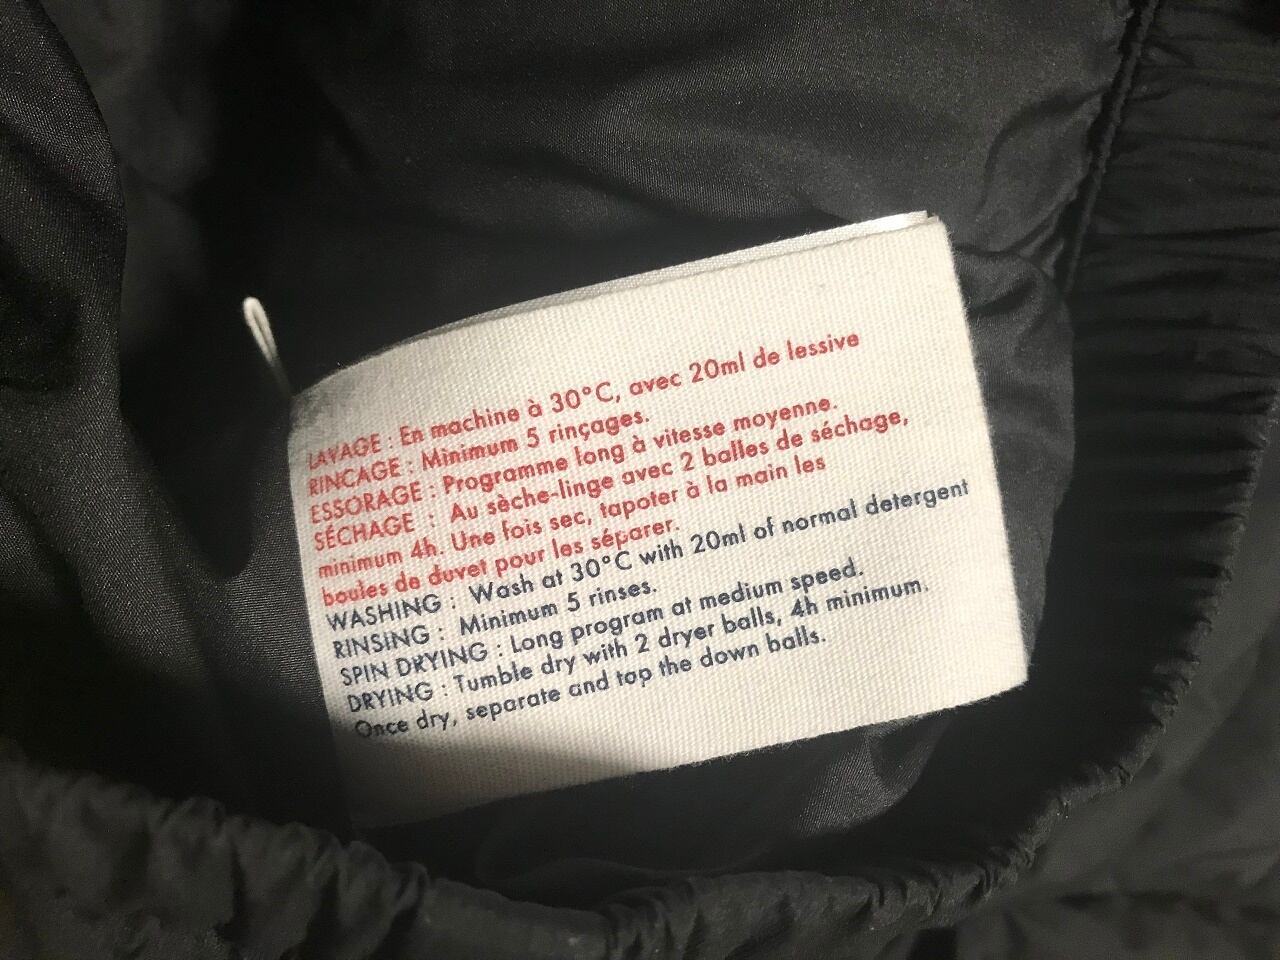 LAVAGE : En machine à 30°C, avec 20ml de lessive
RINCAGE : Minimum 5 rinçages.
ESSORAGE : Programme long à vitesse moyenne.
SÉCHAGE : Au sèche-linge avec 2 balles de séchage,
minimum 4h. Une fois sec, tapoter à la main les
boules de duvet pour les séparer.
WASHING : Wash at 30°C with 20ml of normal detergent
RINSING : Minimum 5 rinses.
SPIN DRYING : Long program at medium speed.
DRYING : Tumble dry with 2 dryer balls, 4h minimum.
Once dry, separate and top the down balls.